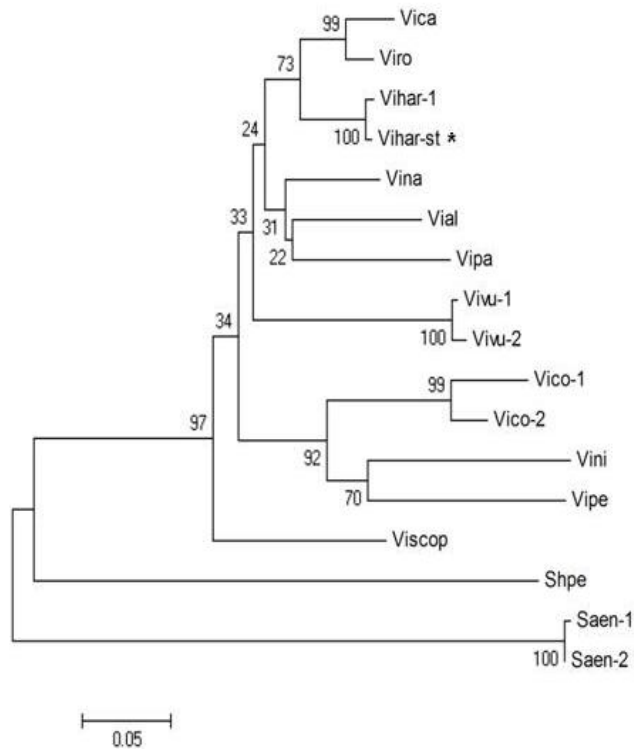 Vica
99
Viro
73
Vihar-1
100 Vihar-st *
24
Vina
33
31
Vial
22
Vipa
Vivu-1
34
100 Vivu-2
Vico-1
99
Vico-2
97
92
Vini
70
Vipe
Viscop
Shpe
Saen-1
100 Saen-2
0.05